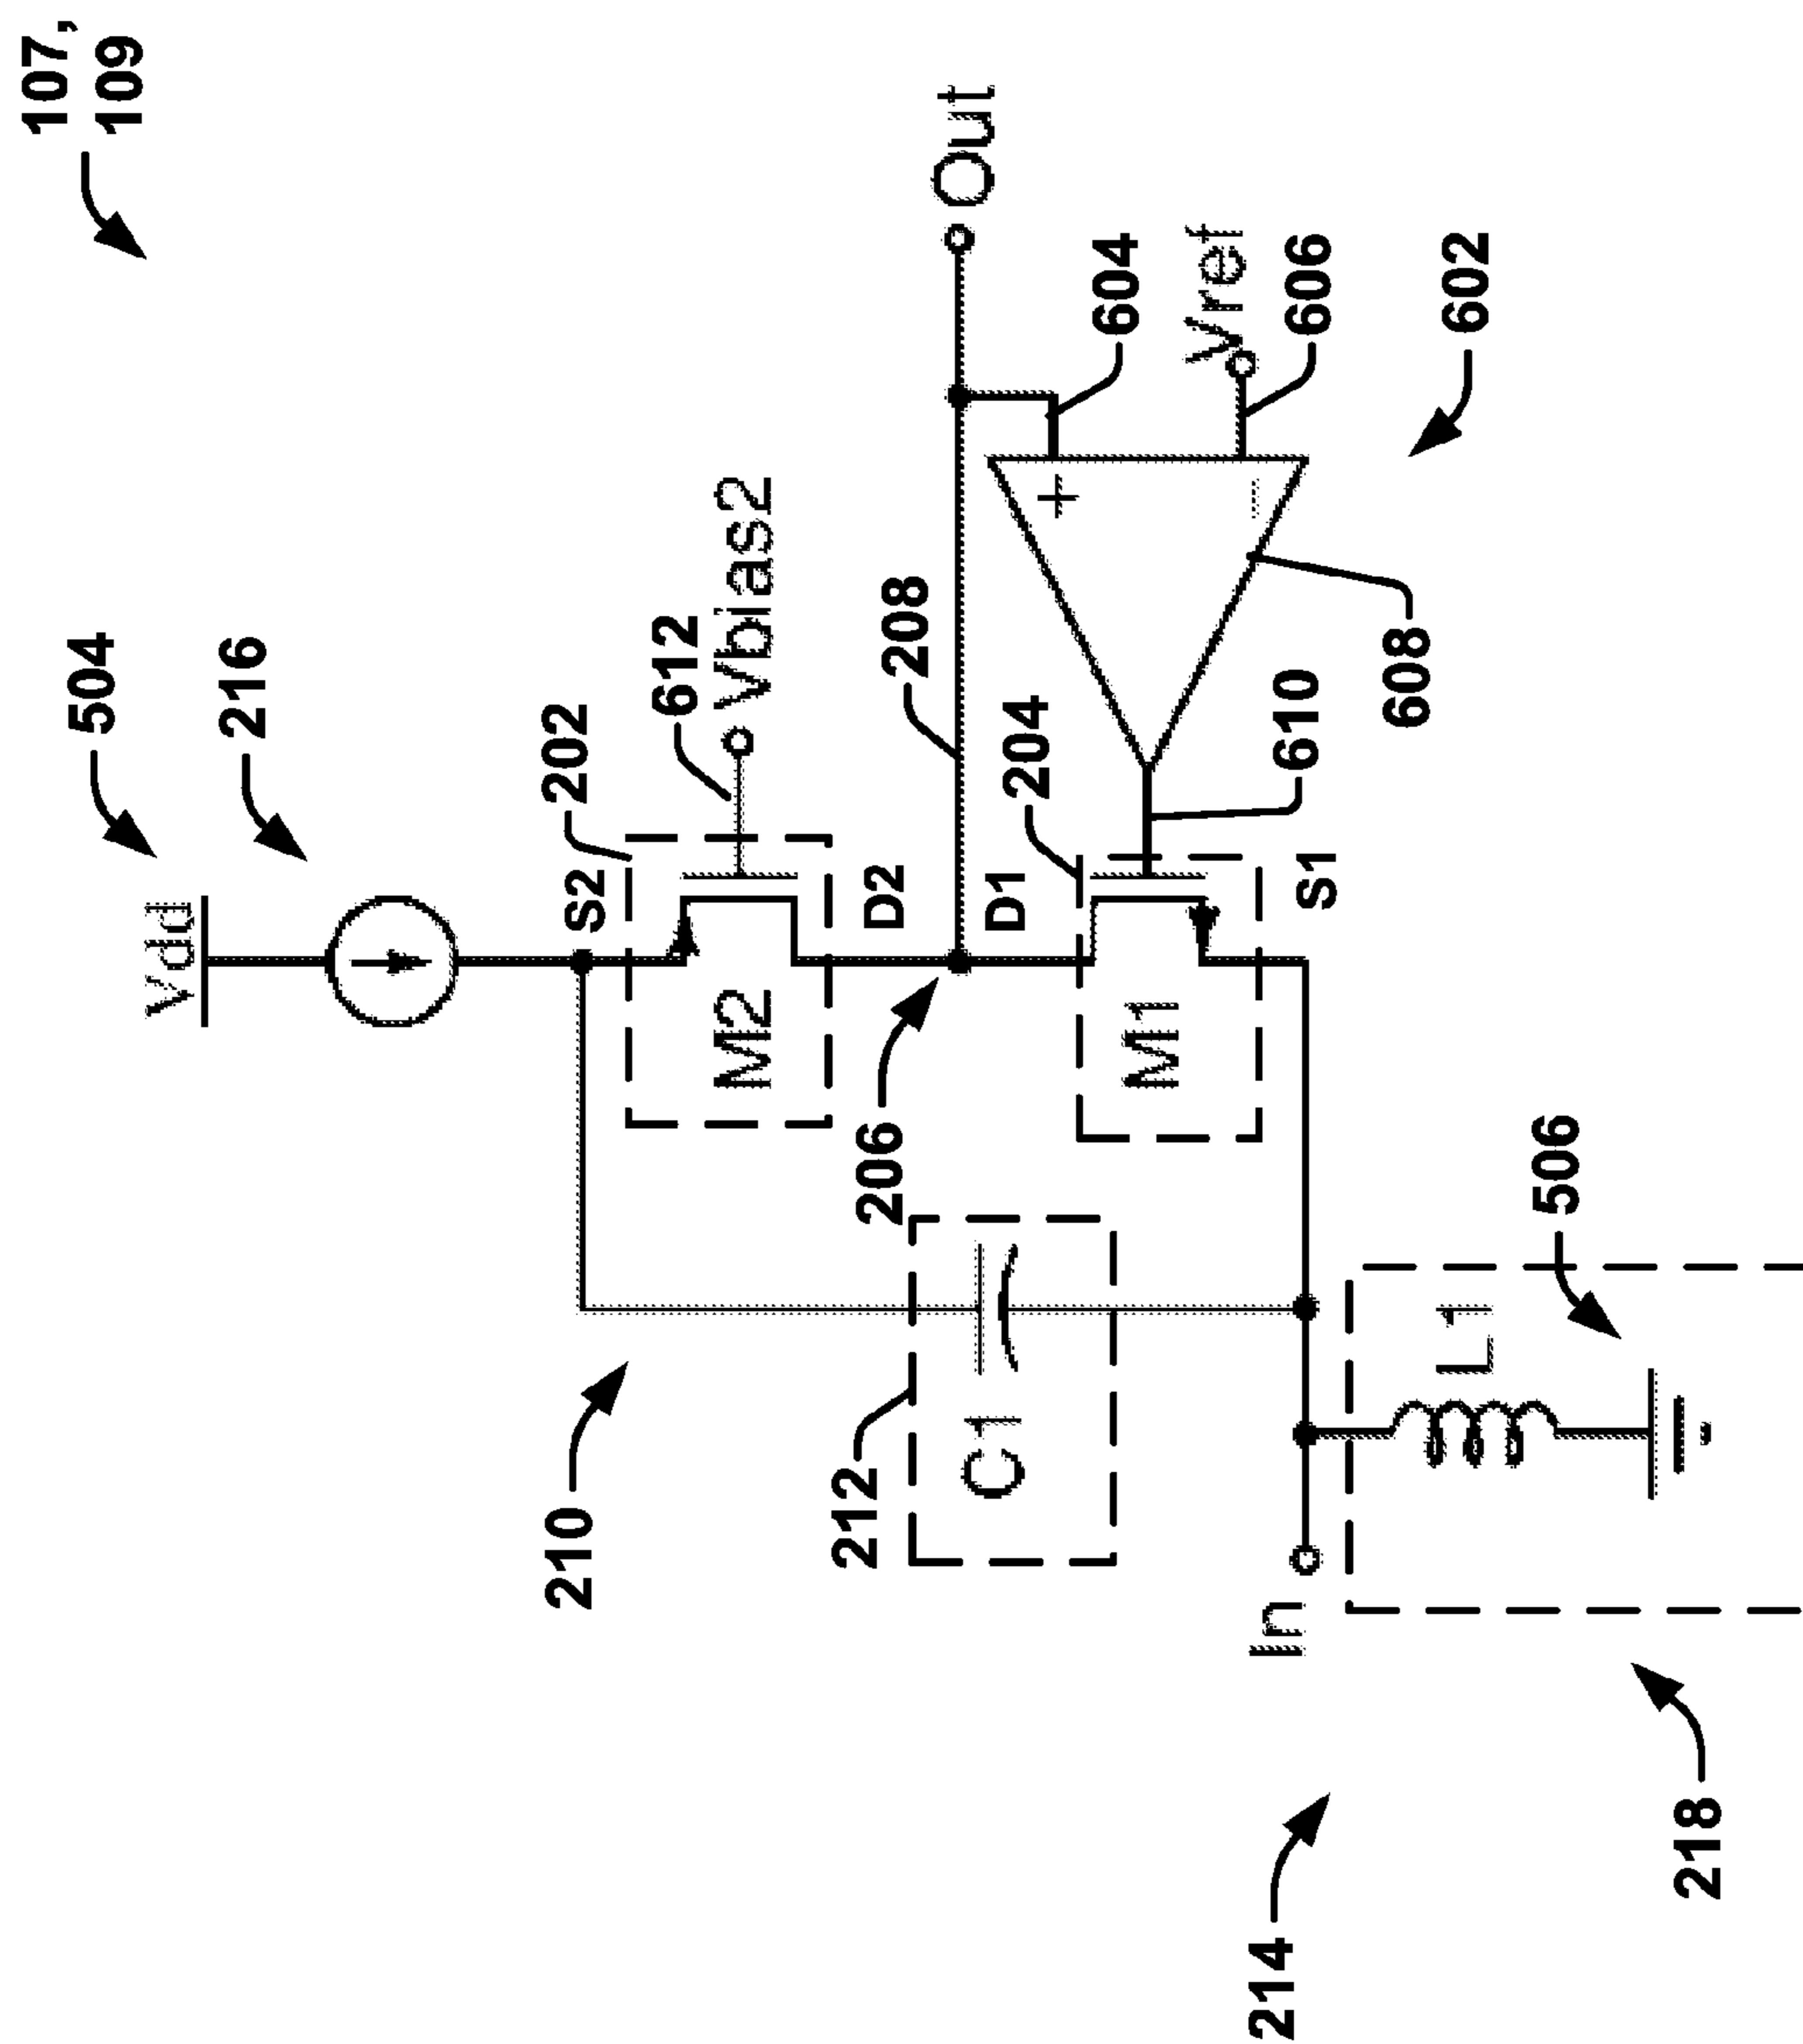 107,
109
504
Vdd
216
S2
202
612
Vbias2
M2
D2
208
Out
206
D1
204
M1
S1
604
Vref
606
602
+
610
608
210
212
C1
In
L1
506
214
218